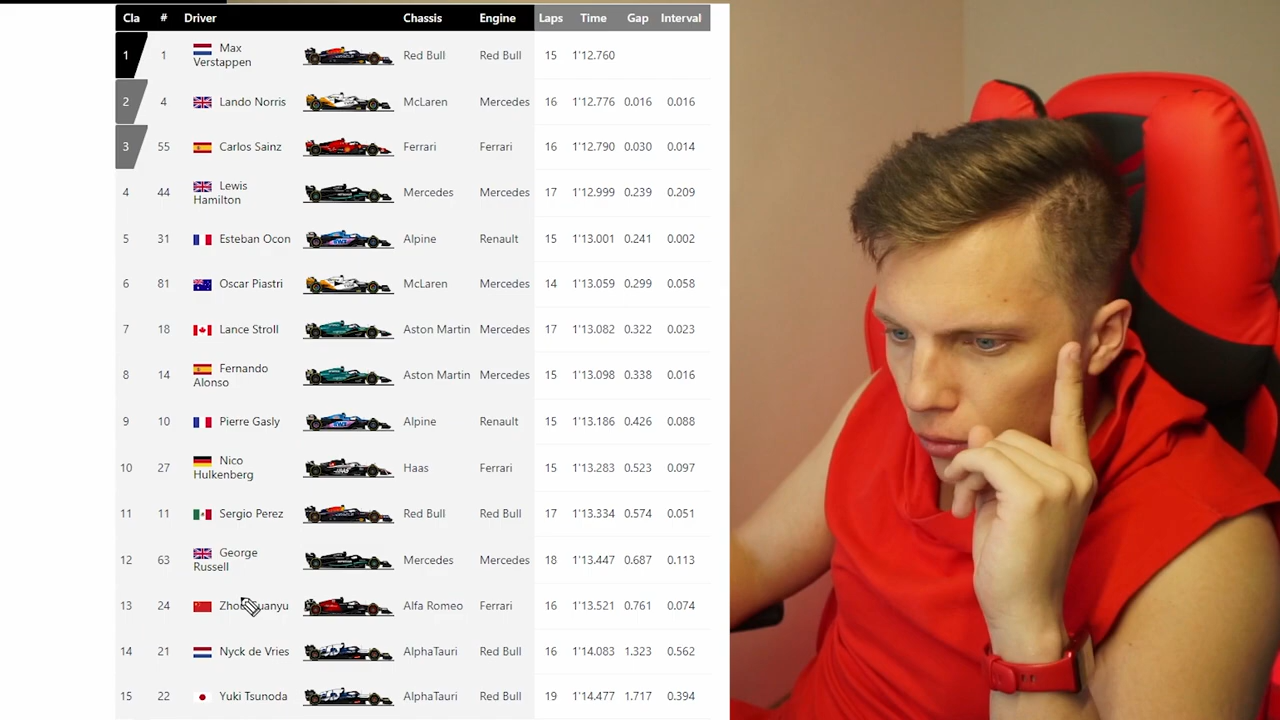 Cla # Driver Chassis Engine Laps Time Gap Interval
1 1 Max Verstappen Red Bull Red Bull 15 1'12.760
2 4 Lando Norris McLaren Mercedes 16 1'12.776 0.016 0.016
3 55 Carlos Sainz Ferrari Ferrari 16 1'12.790 0.030 0.014
4 44 Lewis Hamilton Mercedes Mercedes 17 1'12.999 0.239 0.209
5 31 Esteban Ocon Alpine Renault 15 1'13.001 0.241 0.002
6 81 Oscar Piastri McLaren Mercedes 14 1'13.059 0.299 0.058
7 18 Lance Stroll Aston Martin Mercedes 17 1'13.082 0.322 0.023
8 14 Fernando Alonso Aston Martin Mercedes 15 1'13.098 0.338 0.016
9 10 Pierre Gasly Alpine Renault 15 1'13.186 0.426 0.088
10 27 Nico Hulkenberg Haas Ferrari 15 1'13.283 0.523 0.097
11 11 Sergio Perez Red Bull Red Bull 17 1'13.334 0.574 0.051
12 63 George Russell Mercedes Mercedes 18 1'13.447 0.687 0.113
13 24 Zhou Guanyu Alfa Romeo Ferrari 16 1'13.521 0.761 0.074
14 21 Nyck de Vries AlphaTauri Red Bull 16 1'14.083 1.323 0.562
15 22 Yuki Tsunoda AlphaTauri Red Bull 19 1'14.477 1.717 0.394